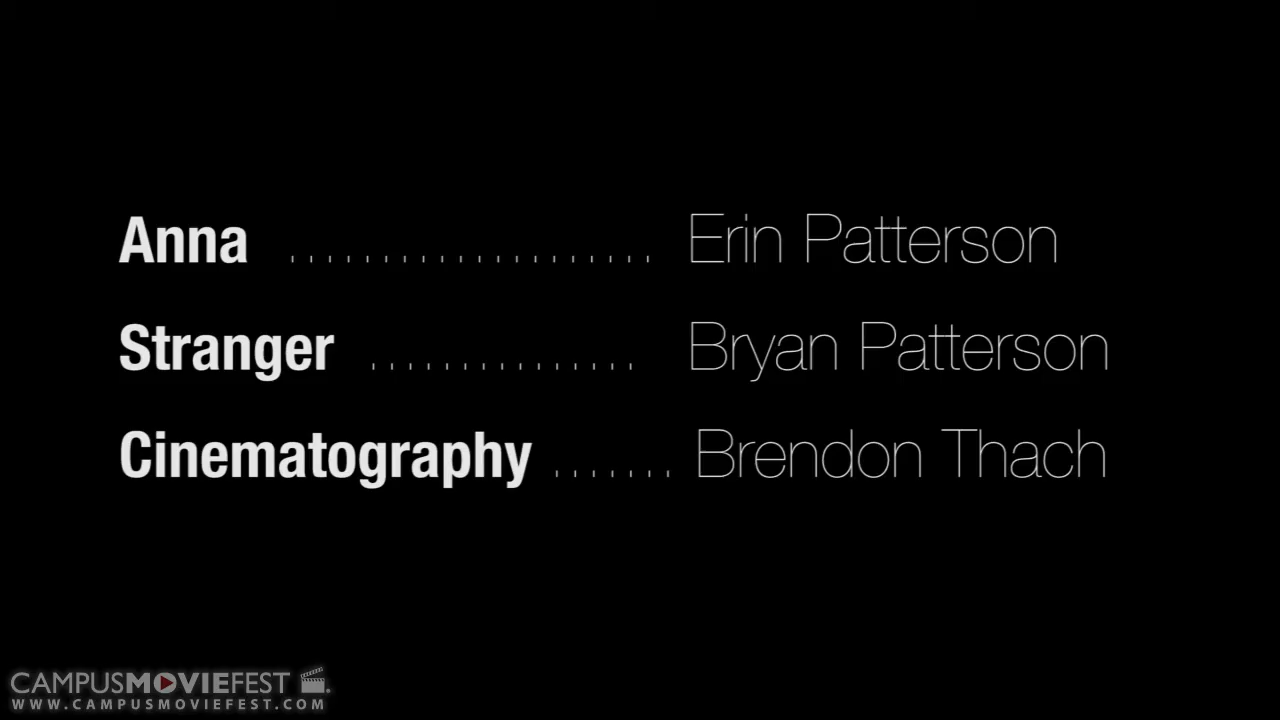 Anna .................... Erin Patterson
Stranger ............... Bryan Patterson
Cinematography ....... Brendon Thach
CAMPUSMOVIEFEST
WWW.CAMPUSMOVIEFEST.COM